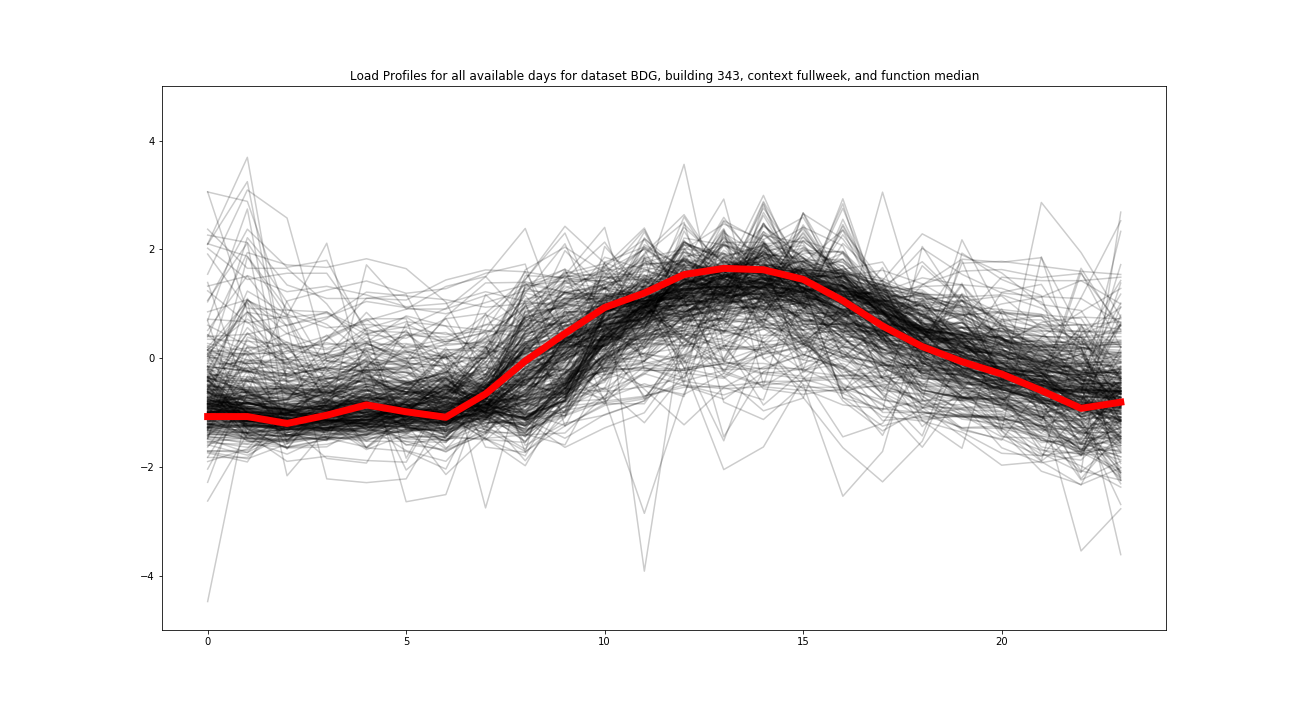 Load Profiles for all available days for dataset BDG, building 343, context fullweek, and function median
4
2
0
−2
−4
0 5 10 15 20